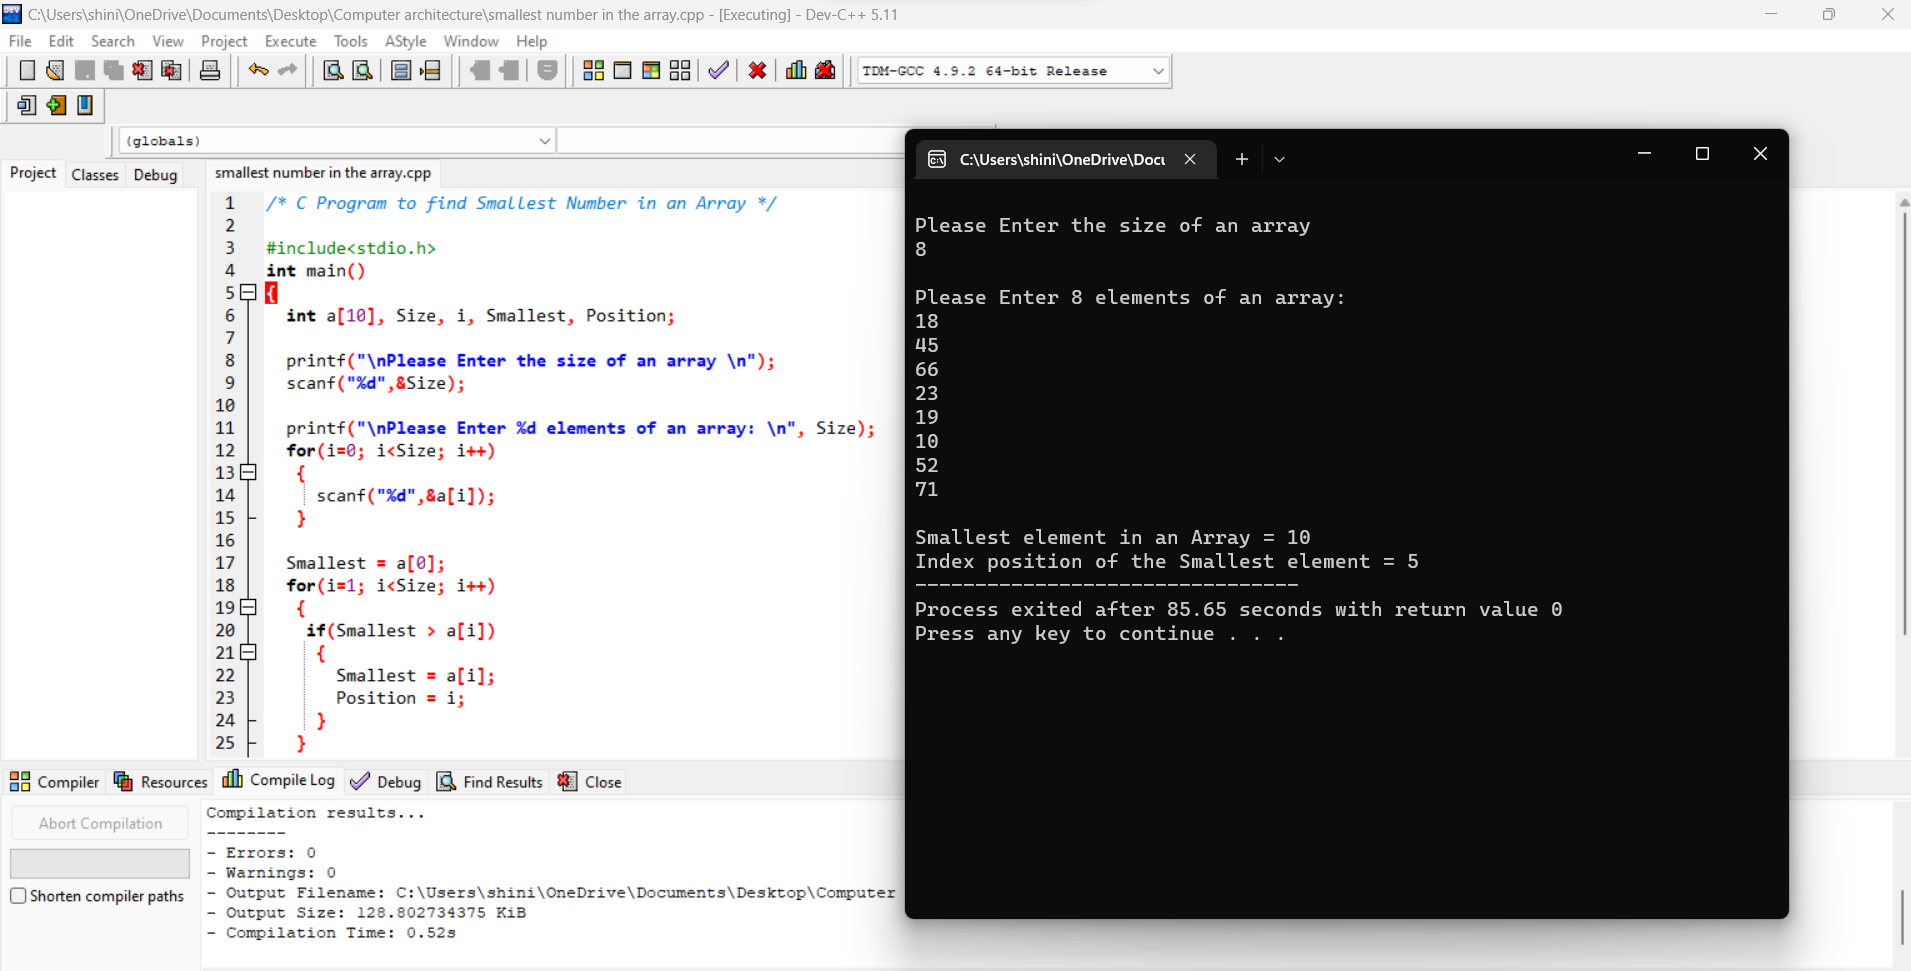 C:\Users\shini\OneDrive\Documents\Desktop\Computer architecture\smallest number in the array.cpp - [Executing] - Dev-C++ 5.11
File Edit Search View Project Execute Tools AStyle Window Help
TDM-GCC 4.9.2 64-bit Release
(globals)
Project Classes Debug
smallest number in the array.cpp
1 /* C Program to find Smallest Number in an Array */
2
3 #include<stdio.h>
4 int main()
5 {
6 int a[10], Size, i, Smallest, Position;
7
8 printf("\nPlease Enter the size of an array \n");
9 scanf("%d",&Size);
10
11 printf("\nPlease Enter %d elements of an array: \n", Size);
12 for(i=0; i<Size; i++)
13 {
14 scanf("%d",&a[i]);
15 }
16
17 Smallest = a[0];
18 for(i=1; i<Size; i++)
19 {
20 if(Smallest > a[i])
21 {
22 Smallest = a[i];
23 Position = i;
24 }
25 }
C:\Users\shini\OneDrive\Docu
Please Enter the size of an array
8
Please Enter 8 elements of an array:
18
45
66
23
19
10
52
71
Smallest element in an Array = 10
Index position of the Smallest element = 5
--------------------------------
Process exited after 85.65 seconds with return value 0
Press any key to continue . . .
Compiler Resources Compile Log Debug Find Results Close
Abort Compilation
Shorten compiler paths
Compilation results...
--------
- Errors: 0
- Warnings: 0
- Output Filename: C:\Users\shini\OneDrive\Documents\Desktop\Computer
- Output Size: 128.802734375 KiB
- Compilation Time: 0.52s